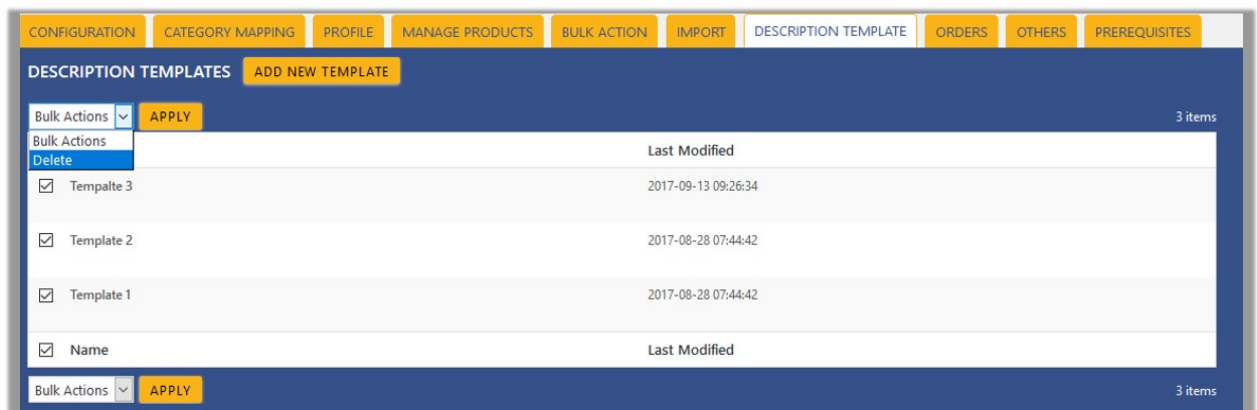 CONFIGURATION CATEGORY MAPPING PROFILE MANAGE PRODUCTS BULK ACTION IMPORT DESCRIPTION TEMPLATE ORDERS OTHERS PREREQUISITES
DESCRIPTION TEMPLATES ADD NEW TEMPLATE
Bulk Actions APPLY 3 items
Bulk Actions
Delete
Last Modified
Tempalte 3 2017-09-13 09:26:34
Template 2 2017-08-28 07:44:42
Template 1 2017-08-28 07:44:42
Name Last Modified
Bulk Actions APPLY 3 items